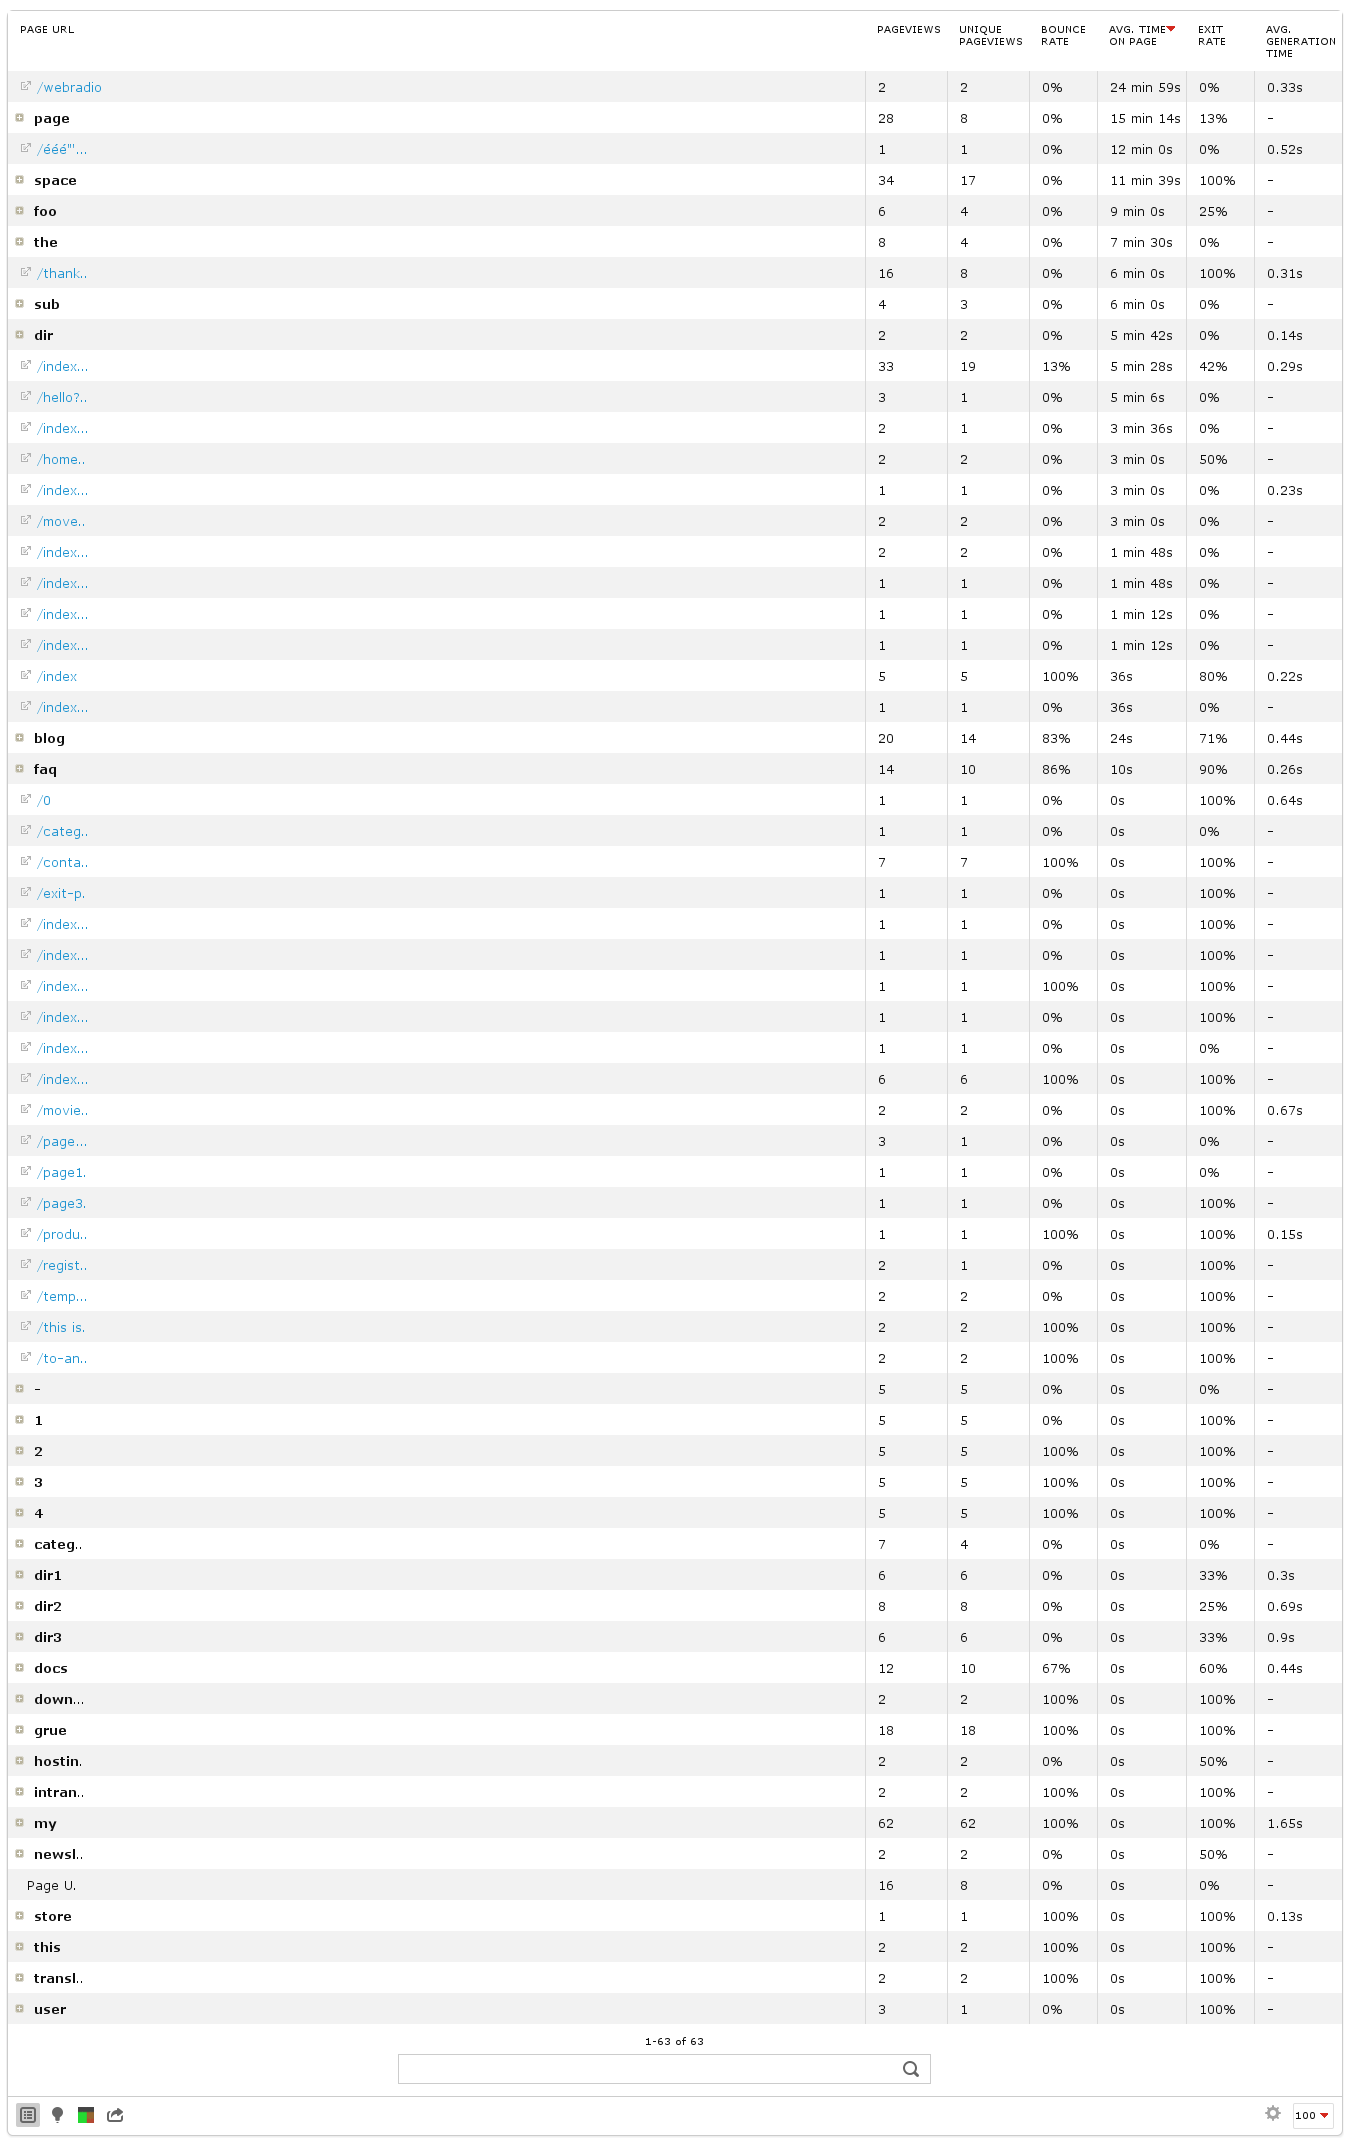 PAGE URL PAGEVIEWS UNIQUE PAGEVIEWS BOUNCE RATE AVG. TIME ON PAGE EXIT RATE AVG. GENERATION TIME
/webradio 2 2 0% 24 min 59s 0% 0.33s
page 28 8 0% 15 min 14s 13% -
/ééé"'... 1 1 0% 12 min 0s 0% 0.52s
space 34 17 0% 11 min 39s 100% -
foo 6 4 0% 9 min 0s 25% -
the 8 4 0% 7 min 30s 0% -
/thank.. 16 8 0% 6 min 0s 100% 0.31s
sub 4 3 0% 6 min 0s 0% -
dir 2 2 0% 5 min 42s 0% 0.14s
/index... 33 19 13% 5 min 28s 42% 0.29s
/hello?.. 3 1 0% 5 min 6s 0% -
/index... 2 1 0% 3 min 36s 0% -
/home.. 2 2 0% 3 min 0s 50% -
/index... 1 1 0% 3 min 0s 0% 0.23s
/move.. 2 2 0% 3 min 0s 0% -
/index... 2 2 0% 1 min 48s 0% -
/index... 1 1 0% 1 min 48s 0% -
/index... 1 1 0% 1 min 12s 0% -
/index... 1 1 0% 1 min 12s 0% -
/index 5 5 100% 36s 80% 0.22s
/index... 1 1 0% 36s 0% -
blog 20 14 83% 24s 71% 0.44s
faq 14 10 86% 10s 90% 0.26s
/0 1 1 0% 0s 100% 0.64s
/categ.. 1 1 0% 0s 0% -
/conta.. 7 7 100% 0s 100% -
/exit-p. 1 1 0% 0s 100% -
/index... 1 1 0% 0s 100% -
/index... 1 1 0% 0s 100% -
/index... 1 1 100% 0s 100% -
/index... 1 1 0% 0s 100% -
/index... 1 1 0% 0s 0% -
/index... 6 6 100% 0s 100% -
/movie.. 2 2 0% 0s 100% 0.67s
/page... 3 1 0% 0s 0% -
/page1. 1 1 0% 0s 0% -
/page3. 1 1 0% 0s 100% -
/produ.. 1 1 100% 0s 100% 0.15s
/regist.. 2 1 0% 0s 100% -
/temp... 2 2 0% 0s 100% -
/this is. 2 2 100% 0s 100% -
/to-an.. 2 2 100% 0s 100% -
- 5 5 0% 0s 0% -
1 5 5 0% 0s 100% -
2 5 5 100% 0s 100% -
3 5 5 100% 0s 100% -
4 5 5 100% 0s 100% -
categ.. 7 4 0% 0s 0% -
dir1 6 6 0% 0s 33% 0.3s
dir2 8 8 0% 0s 25% 0.69s
dir3 6 6 0% 0s 33% 0.9s
docs 12 10 67% 0s 60% 0.44s
down... 2 2 100% 0s 100% -
grue 18 18 100% 0s 100% -
hostin. 2 2 0% 0s 50% -
intran.. 2 2 100% 0s 100% -
my 62 62 100% 0s 100% 1.65s
newsl.. 2 2 0% 0s 50% -
Page U. 16 8 0% 0s 0% -
store 1 1 100% 0s 100% 0.13s
this 2 2 100% 0s 100% -
transl.. 2 2 100% 0s 100% -
user 3 1 0% 0s 100% -
1-63 of 63
100